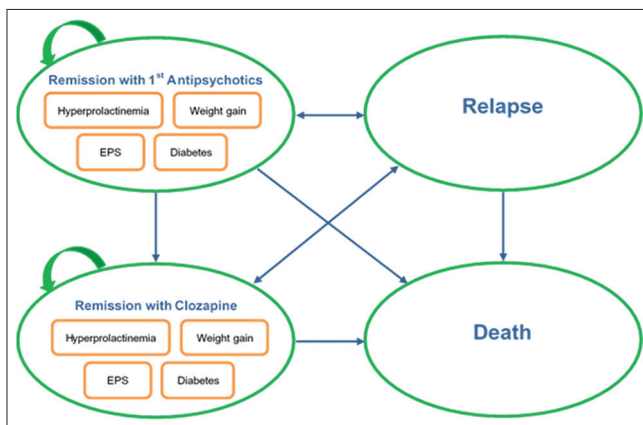 Remission with 1st Antipsychotics
Hyperprolactinemia
Weight gain
EPS
Diabetes
Relapse
Remission with Clozapine
Hyperprolactinemia
Weight gain
EPS
Diabetes
Death